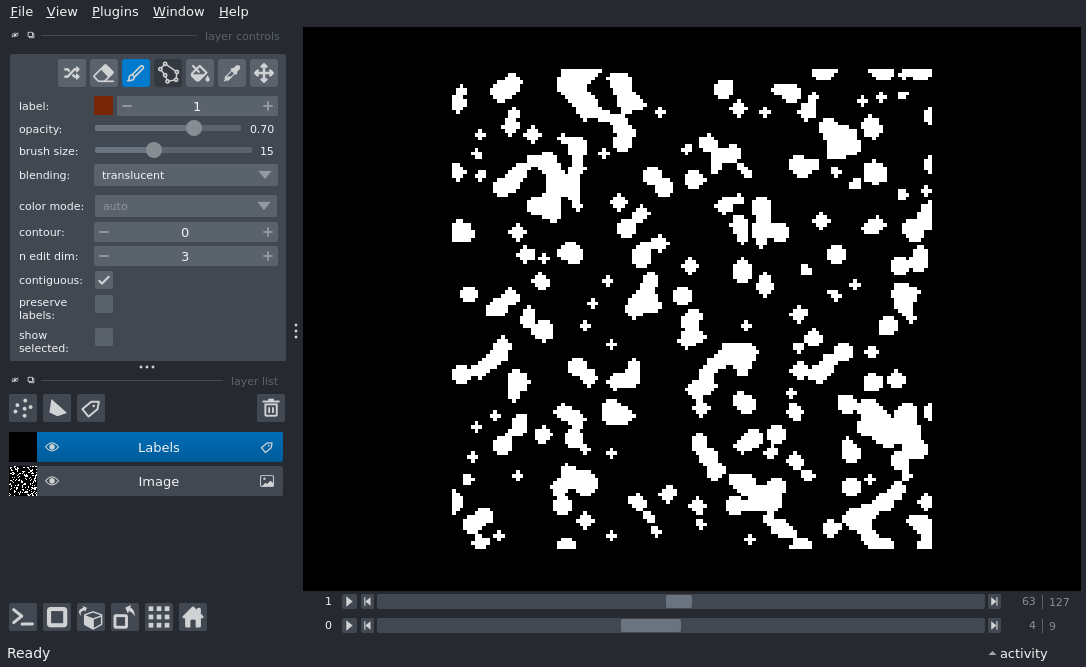 File View Plugins Window Help
layer controls
label: 1
opacity: 0.70
brush size: 15
blending: translucent
color mode: auto
contour: 0
n edit dim: 3
contiguous:
preserve
labels:
show
selected:
layer list
Labels
Image
1 63 127
0 4 9
Ready activity